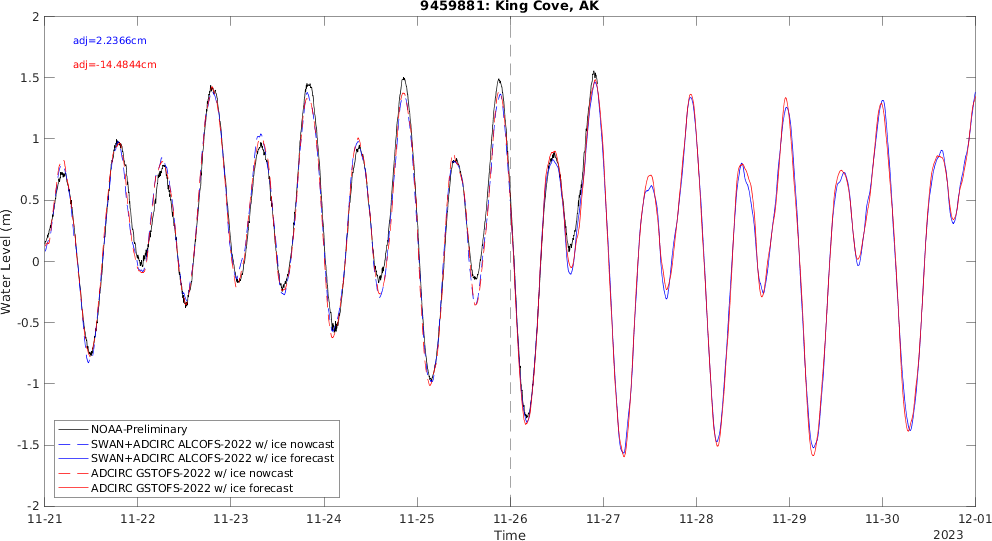 9459881: King Cove, AK
adj=2.2366cm
adj=-14.4844cm
2
1.5
1
0.5
0
-0.5
-1
-1.5
-2
Water Level (m)
NOAA-Preliminary
SWAN+ADCIRC ALCOFS-2022 w/ ice nowcast
SWAN+ADCIRC ALCOFS-2022 w/ ice forecast
ADCIRC GSTOFS-2022 w/ ice nowcast
ADCIRC GSTOFS-2022 w/ ice forecast
11-21 11-22 11-23 11-24 11-25 11-26 11-27 11-28 11-29 11-30 12-01
Time
2023